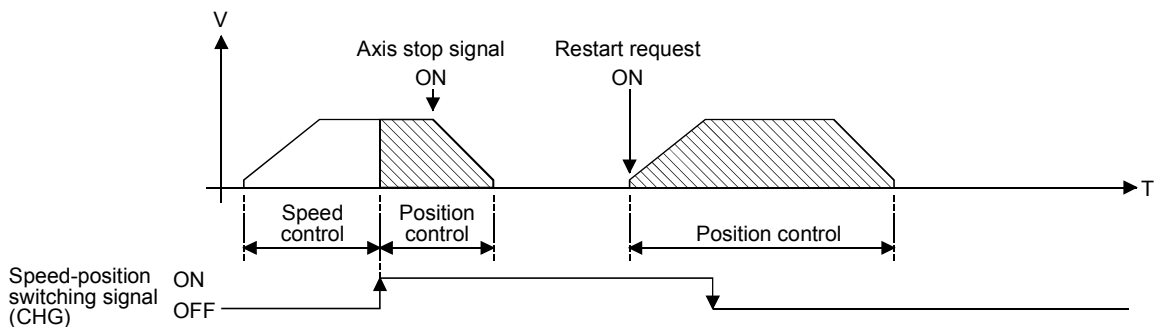 V
Axis stop signal
ON
Restart request
ON
T
Speed
control
Position
control
Position control
Speed-position
switching signal
(CHG)
ON
OFF